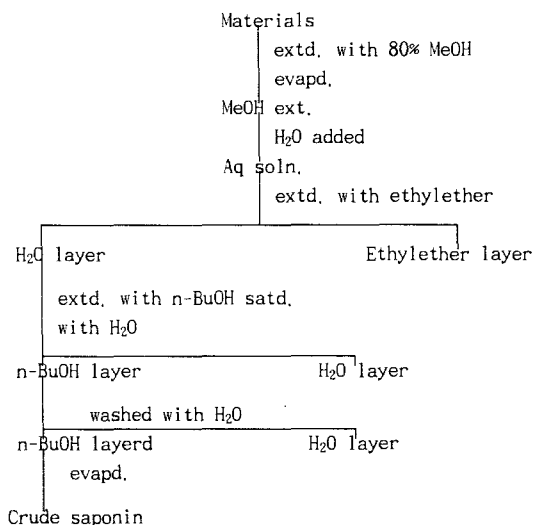 Materials
extd. with 80% MeOH
evapd.
MeOH ext.
H₂O added
Aq soln.
extd. with ethylether
H₂O layer Ethylether layer
extd. with n-BuOH satd.
with H₂O
n-BuOH layer H₂O layer
washed with H₂O
n-BuOH layerd H₂O layer
evapd.
Crude saponin